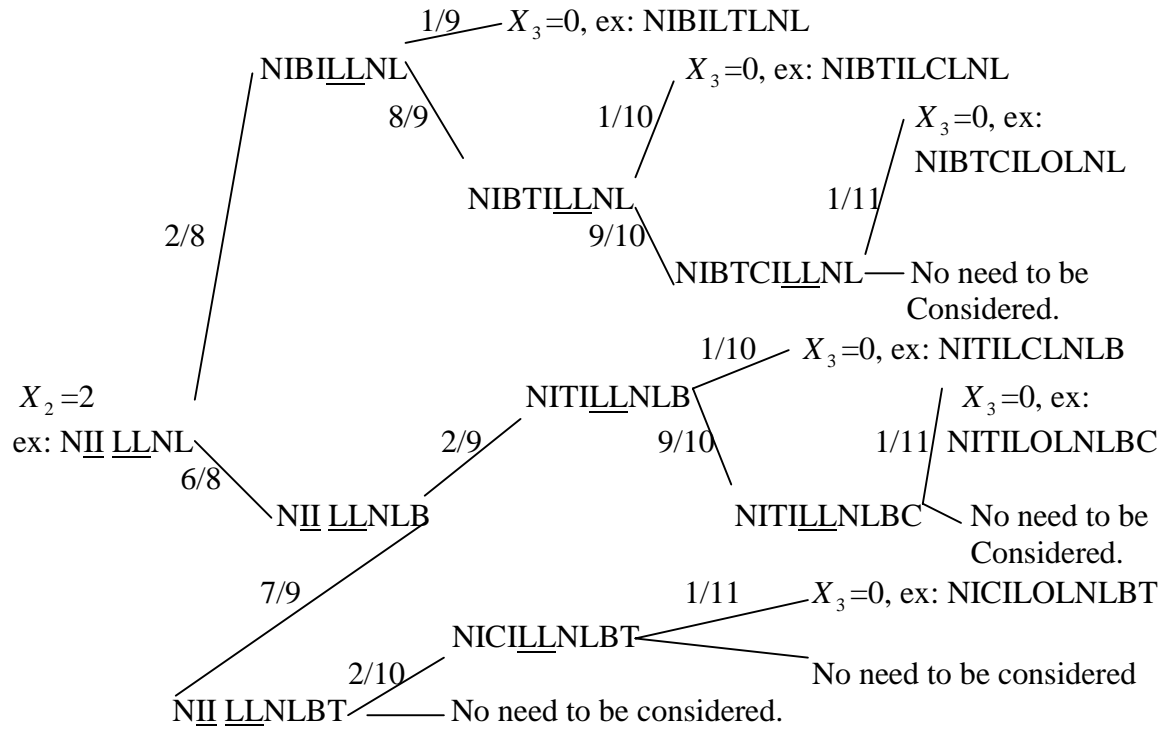 1/9 X₃=0, ex: NIBILTLNL
NIBILLNL
X₃=0, ex: NIBTILCLNL
8/9
1/10
X₃=0, ex:
NIBTCILOLNL
NIBTILLNL
1/11
2/8
9/10
NIBTCILLNL
No need to be
Considered.
1/10
X₃=0, ex: NITILCLNLB
X₂=2
ex: NII LLNL
NITILLNLB
X₃=0, ex:
NITILOLNLBC
2/9
9/10
1/11
6/8
NII LLNLB
NITILLNLBC
No need to be
Considered.
7/9
1/11
X₃=0, ex: NICILOLNLBT
NICILLNLBT
2/10
No need to be considered
NII LLNLBT
No need to be considered.